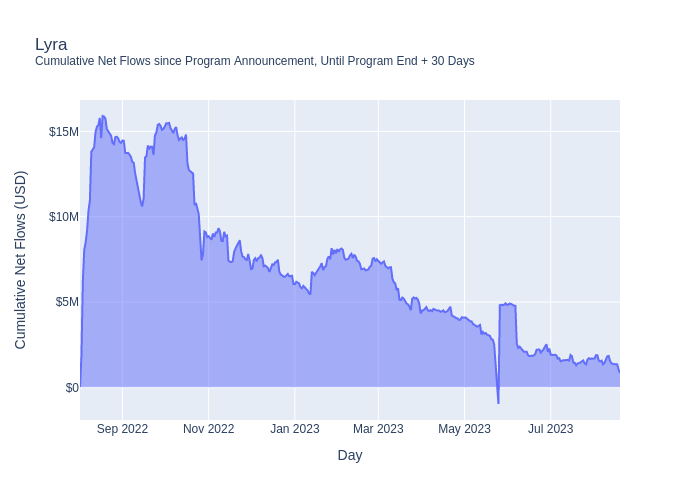 Lyra
Cumulative Net Flows since Program Announcement, Until Program End + 30 Days
Cumulative Net Flows (USD)
$15M
$10M
$5M
$0
Sep 2022 Nov 2022 Jan 2023 Mar 2023 May 2023 Jul 2023
Day